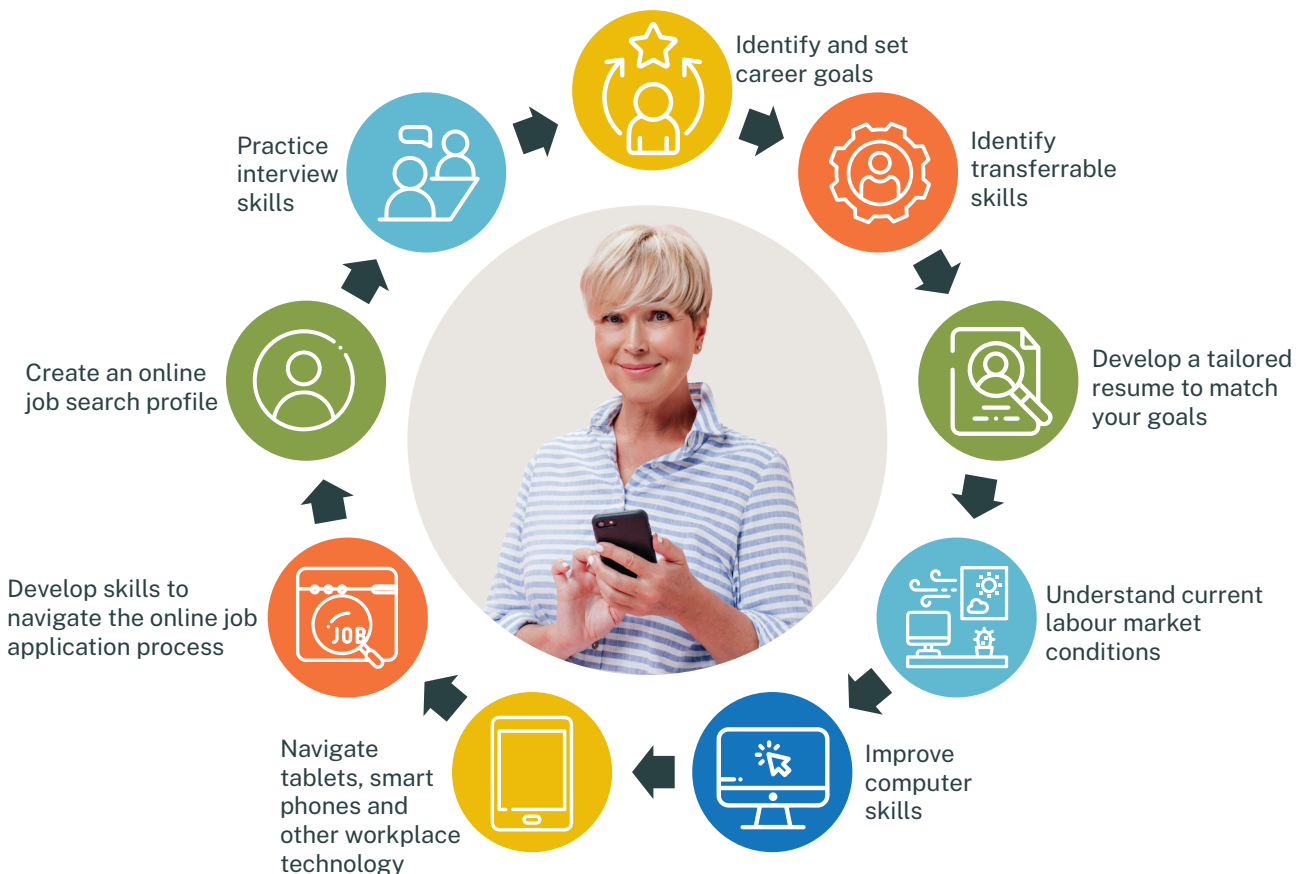 Identify and set
career goals
Identify
transferrable
skills
Develop a tailored
resume to match
your goals
Understand current
labour market
conditions
Improve
computer
skills
Navigate
tablets, smart
phones and
other workplace
technology
Develop skills to
navigate the online job
application process
JOB
Create an online
job search profile
Practice
interview
skills